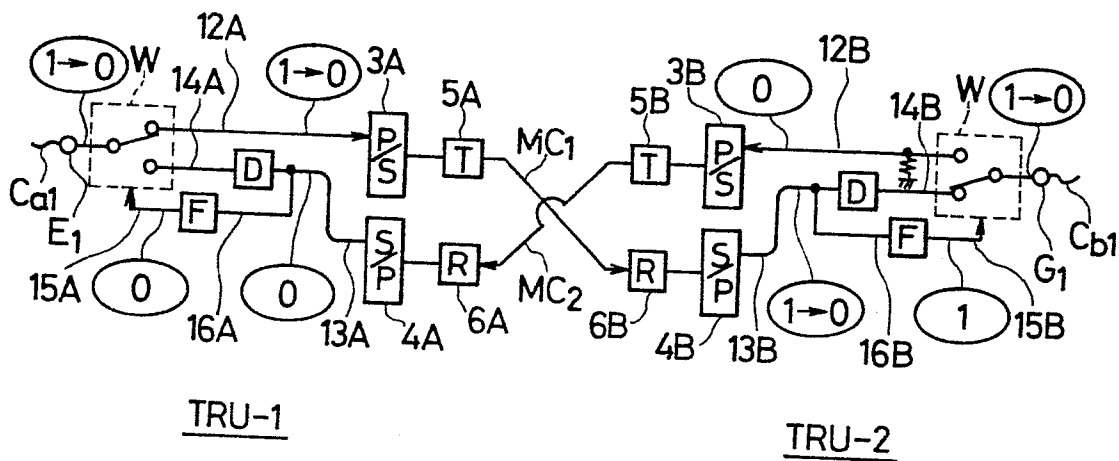 12A
12B
1→0
W
14A
1→0
3A
5A
5B
3B
0
14B
W
1→0
P/S
T
MC1
T
P/S
D
D
Ca1
E1
F
F
Cb1
G1
S/P
R
MC2
R
S/P
15A
0
16A
0
13A
4A
6A
6B
4B
1→0
13B
16B
1
15B
TRU-1
TRU-2